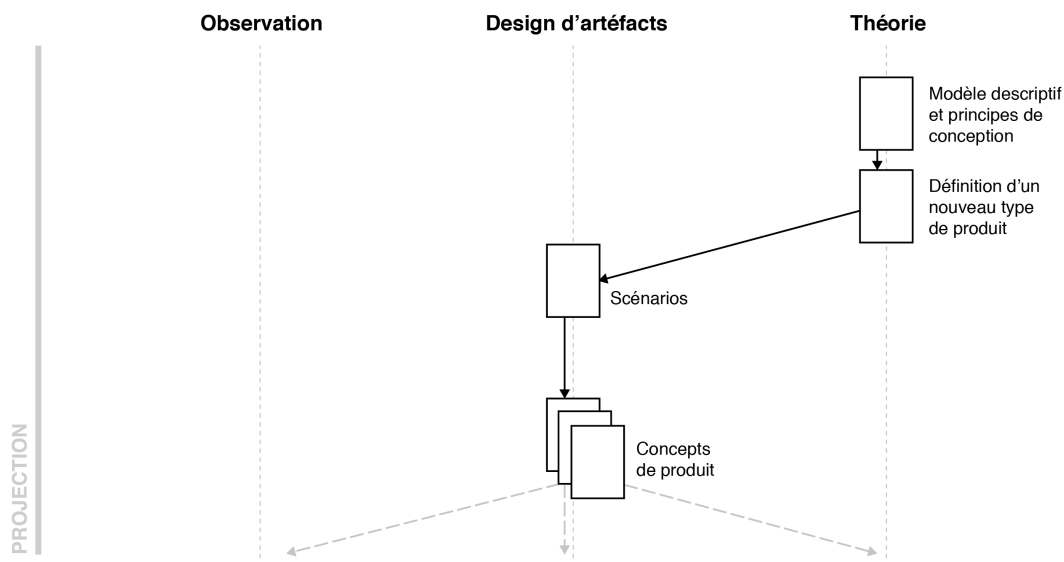 Observation
Design d’artéfacts
Théorie
Modèle descriptif
et principes de
conception
Définition d’un
nouveau type
de produit
Scénarios
Concepts
de produit
PROJECTION